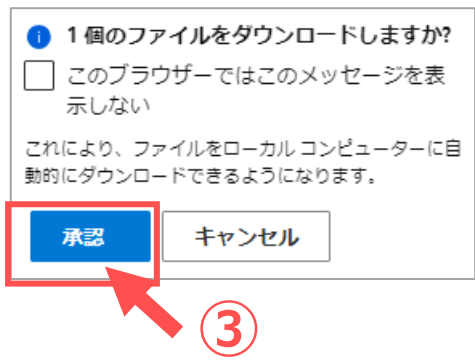 1 個のファイルをダウンロードしますか?
このブラウザーではこのメッセージを表
示しない
これにより、ファイルをローカル コンピューターに自
動的にダウンロードできるようになります。
承認
キャンセル
③